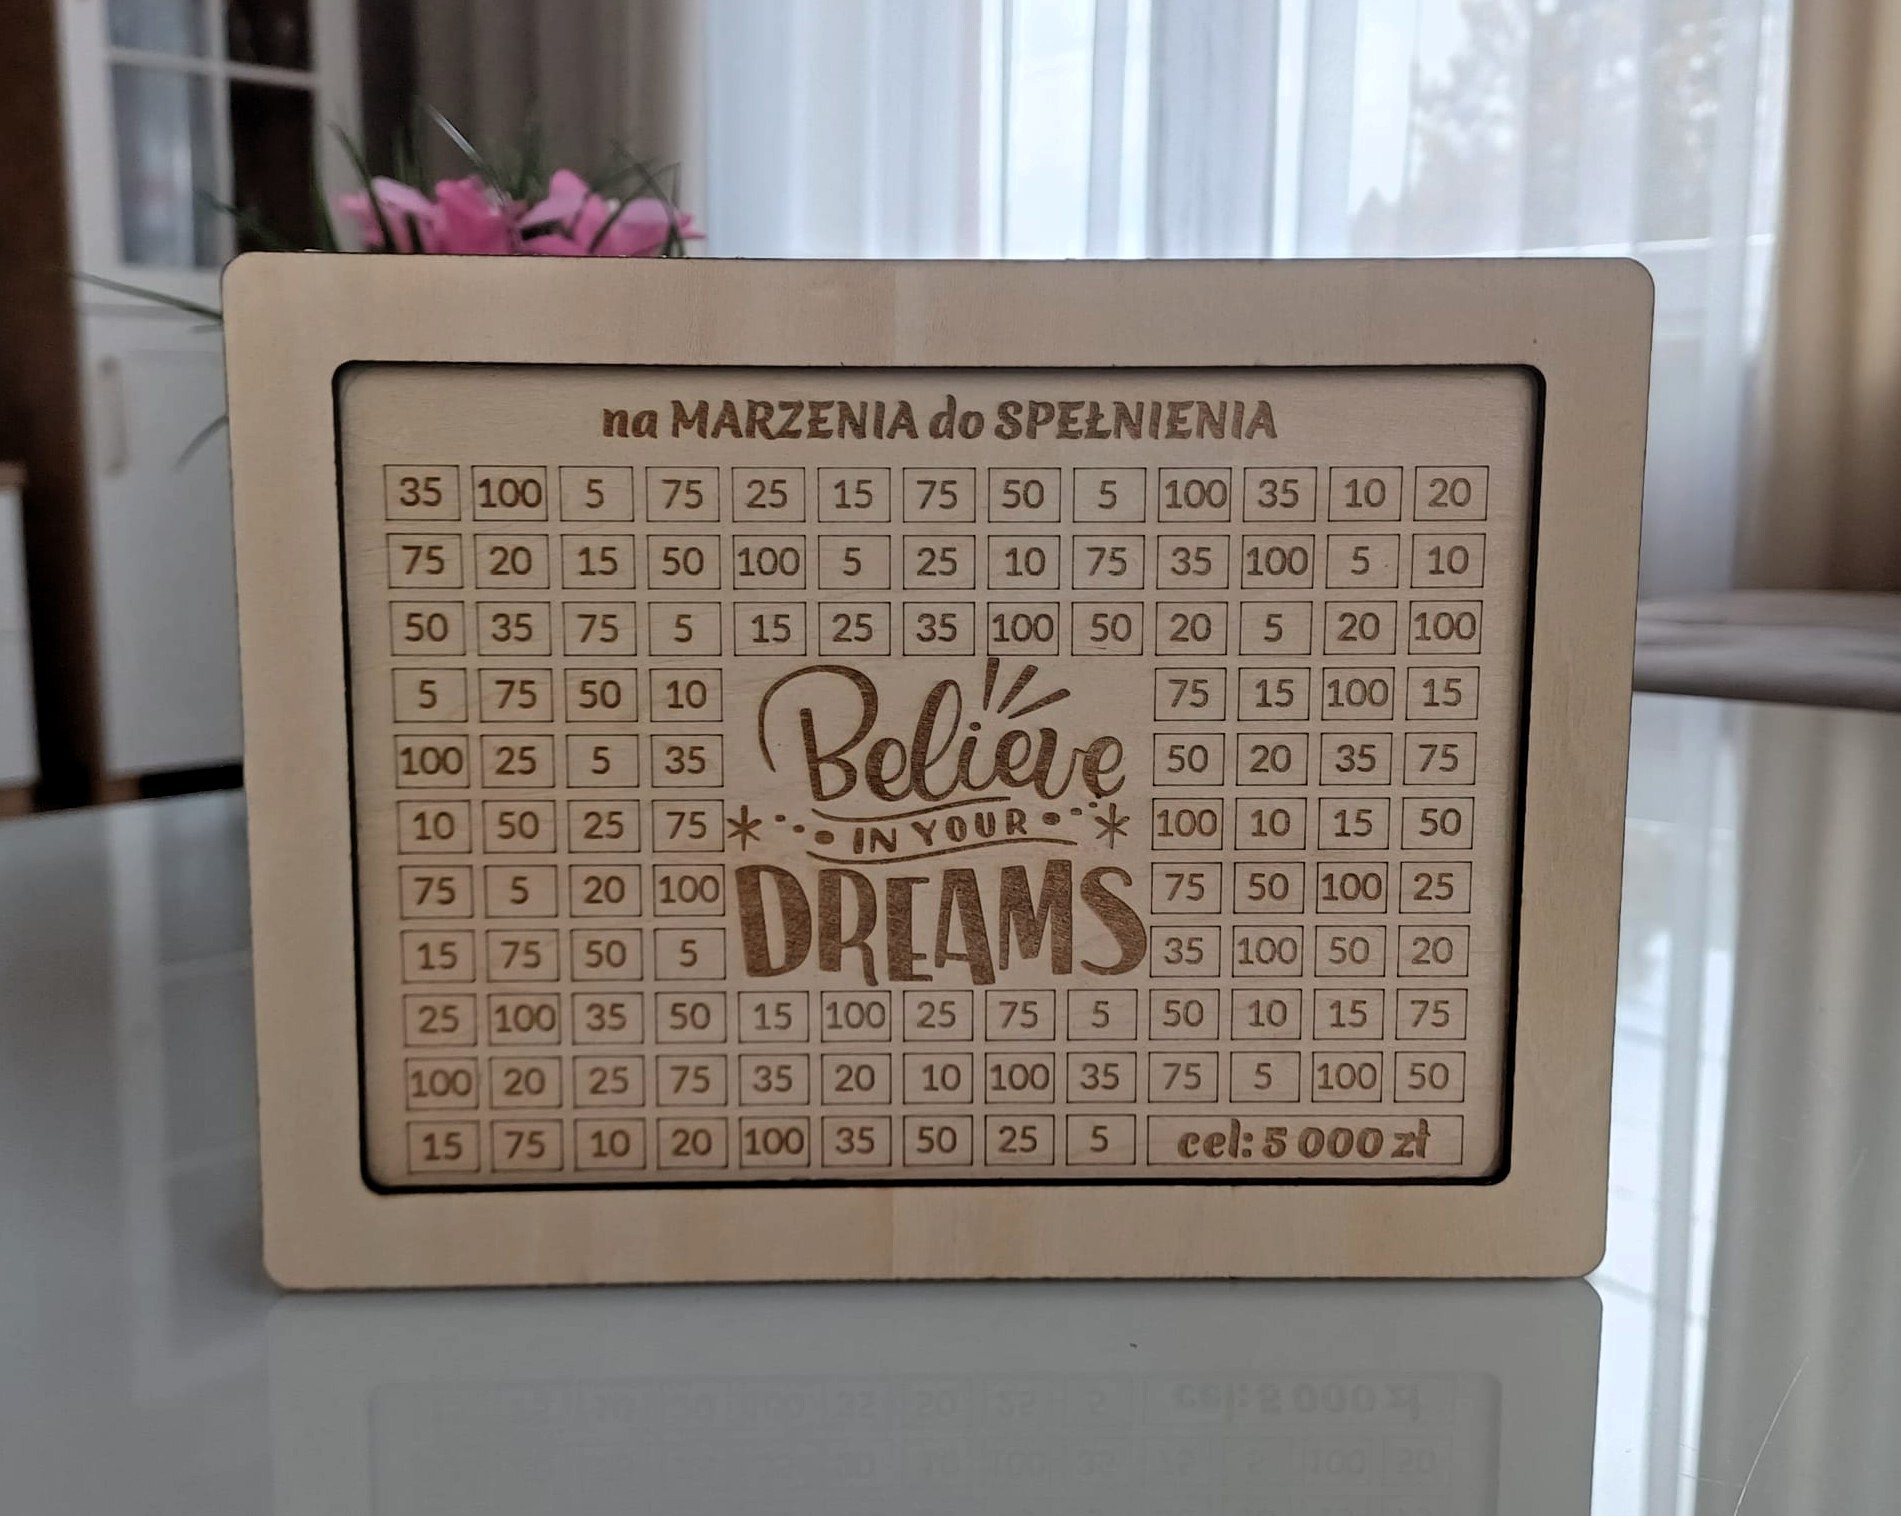 na MARZENIA do SPEŁNIENIA
35 100 5 75 25 15 75 50 5 100 35 10 20
75 20 15 50 100 5 25 10 75 35 100 5 10
50 35 75 5 15 25 35 100 50 20 5 20 100
5 75 50 10 75 15 100 15
100 25 5 35 50 20 35 75
10 50 25 75 100 10 15 50
75 5 20 100 75 50 100 25
15 75 50 5 35 100 50 20
Believe
IN YOUR
DREAMS
25 100 35 50 15 100 25 75 5 50 10 15 75
100 20 25 75 35 20 10 100 35 75 5 100 50
15 75 10 20 100 35 50 25 5 cel: 5 000 zł